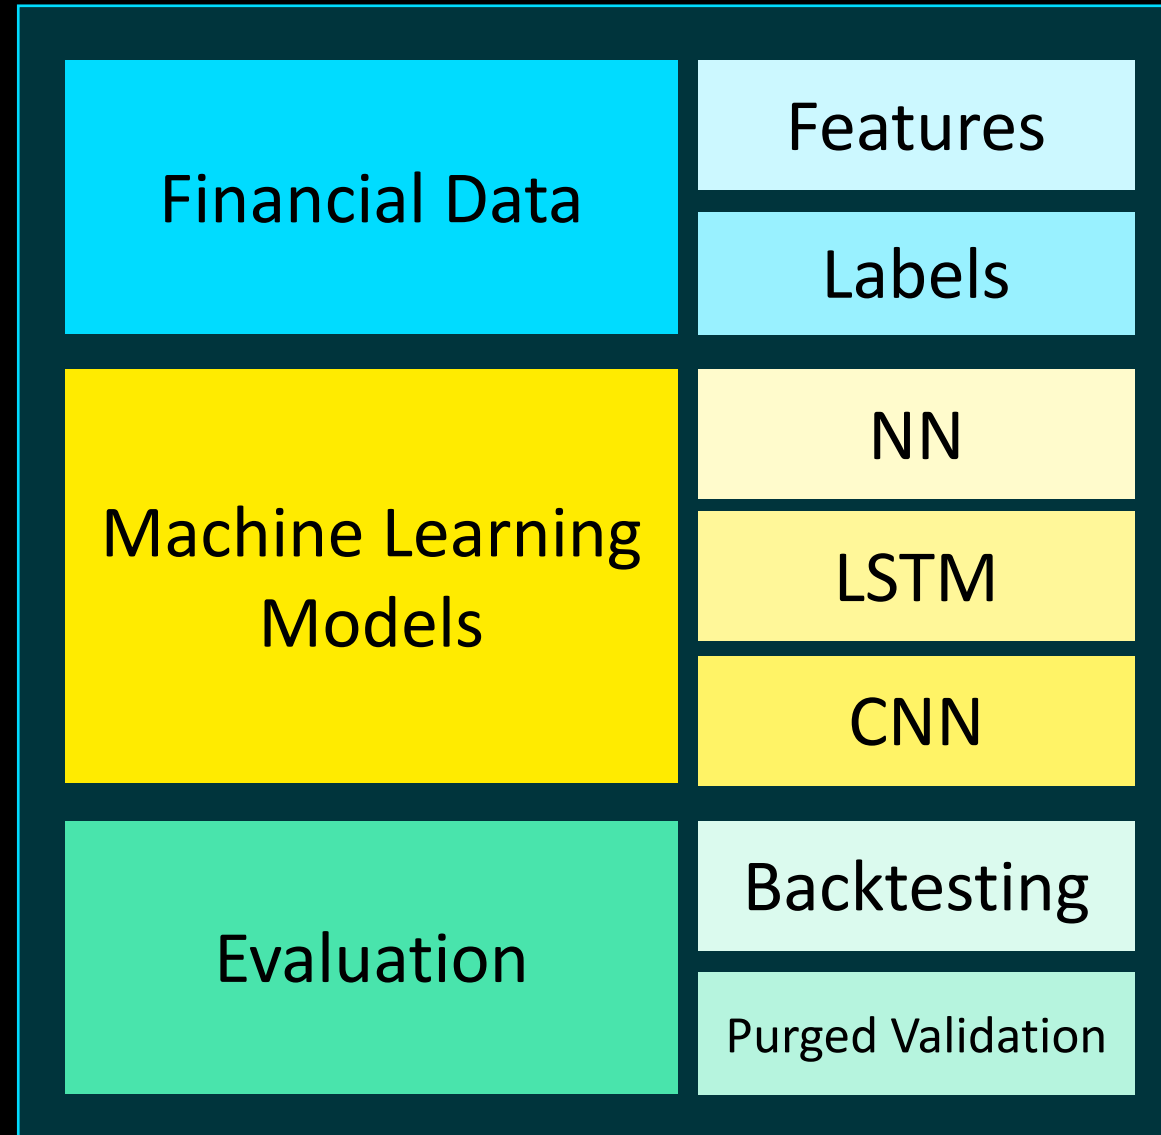 Financial Data
Features
Labels
Machine Learning
Models
NN
LSTM
CNN
Evaluation
Backtesting
Purged Validation